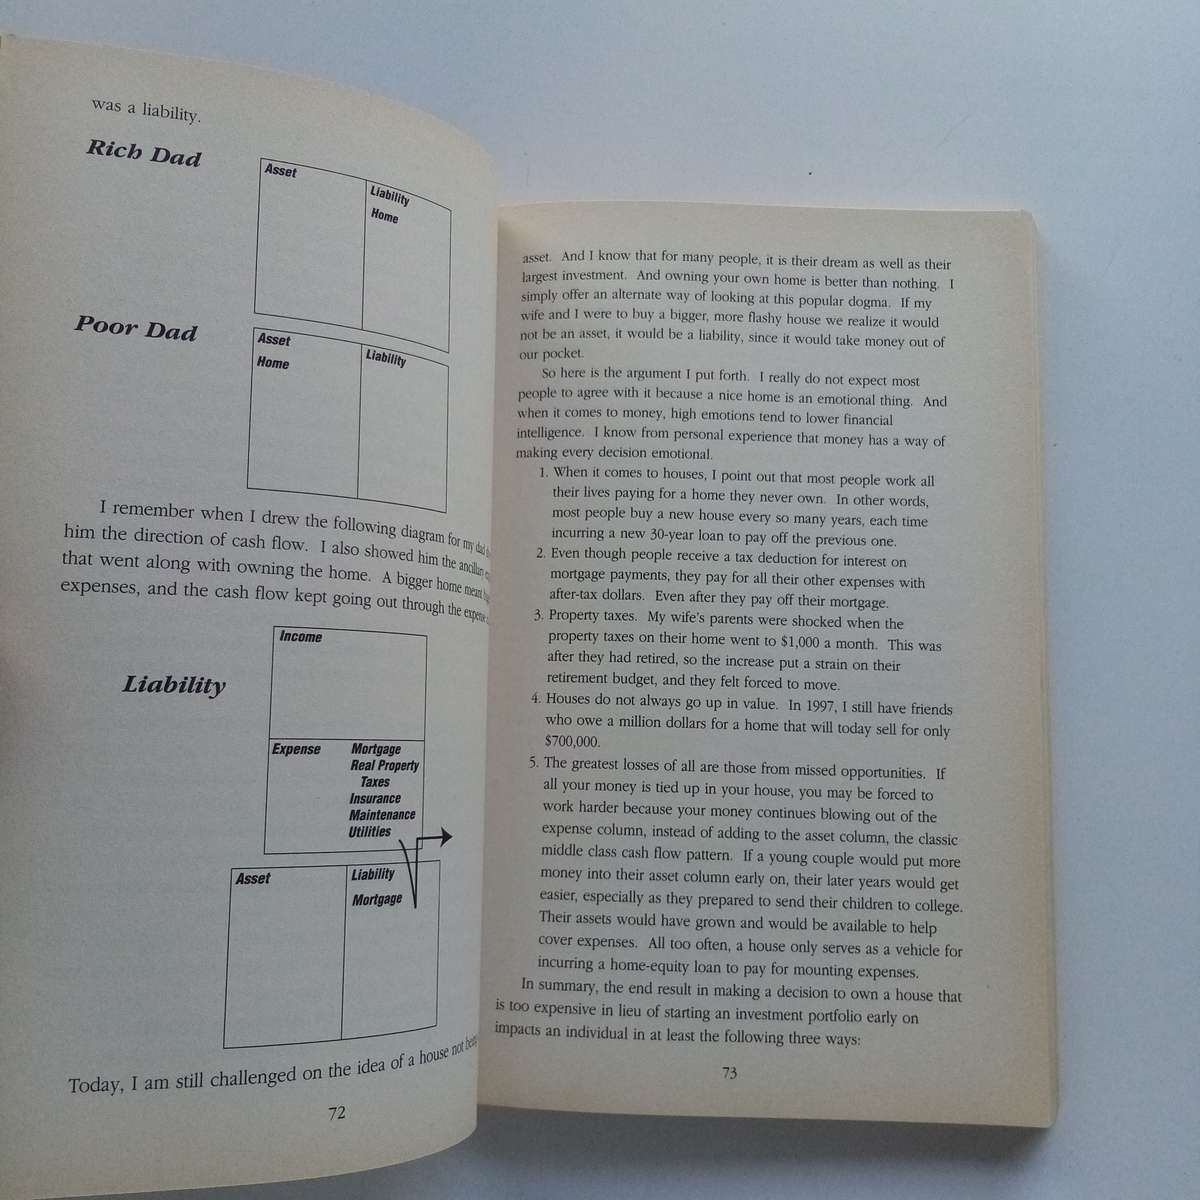 was a liability.
Rich Dad
Asset
Liability
Home
Poor Dad
Asset
Home
Liability
I remember when I drew the following diagram for my dad
him the direction of cash flow. I also showed him the ancillary
that went along with owning the home. A bigger home meant
expenses, and the cash flow kept going out through the expense
Liability
Income
Expense
Mortgage
Real Property
Taxes
Insurance
Maintenance
Utilities
Asset
Liability
Mortgage
Today, I am still challenged on the idea of a house not being
72
asset. And I know that for many people, it is their dream as well as their
largest investment. And owning your own home is better than nothing. I
simply offer an alternate way of looking at this popular dogma. If my
wife and I were to buy a bigger, more flashy house we realize it would
not be an asset, it would be a liability, since it would take money out of
our pocket.
So here is the argument I put forth. I really do not expect most
people to agree with it because a nice home is an emotional thing. And
when it comes to money, high emotions tend to lower financial
intelligence. I know from personal experience that money has a way of
making every decision emotional.
1. When it comes to houses, I point out that most people work all
their lives paying for a home they never own. In other words,
most people buy a new house every so many years, each time
incurring a new 30-year loan to pay off the previous one.
2. Even though people receive a tax deduction for interest on
mortgage payments, they pay for all their other expenses with
after-tax dollars. Even after they pay off their mortgage.
3. Property taxes. My wife's parents were shocked when the
property taxes on their home went to $1,000 a month. This was
after they had retired, so the increase put a strain on their
retirement budget, and they felt forced to move.
4. Houses do not always go up in value. In 1997, I still have friends
who owe a million dollars for a home that will today sell for only
$700,000.
5. The greatest losses of all are those from missed opportunities. If
all your money is tied up in your house, you may be forced to
work harder because your money continues blowing out of the
expense column, instead of adding to the asset column, the classic
middle class cash flow pattern. If a young couple would put more
money into their asset column early on, their later years would get
easier, especially as they prepared to send their children to college.
Their assets would have grown and would be available to help
cover expenses. All too often, a house only serves as a vehicle for
incurring a home-equity loan to pay for mounting expenses.
In summary, the end result in making a decision to own a house that
is too expensive in lieu of starting an investment portfolio early on
impacts an individual in at least the following three ways:
73